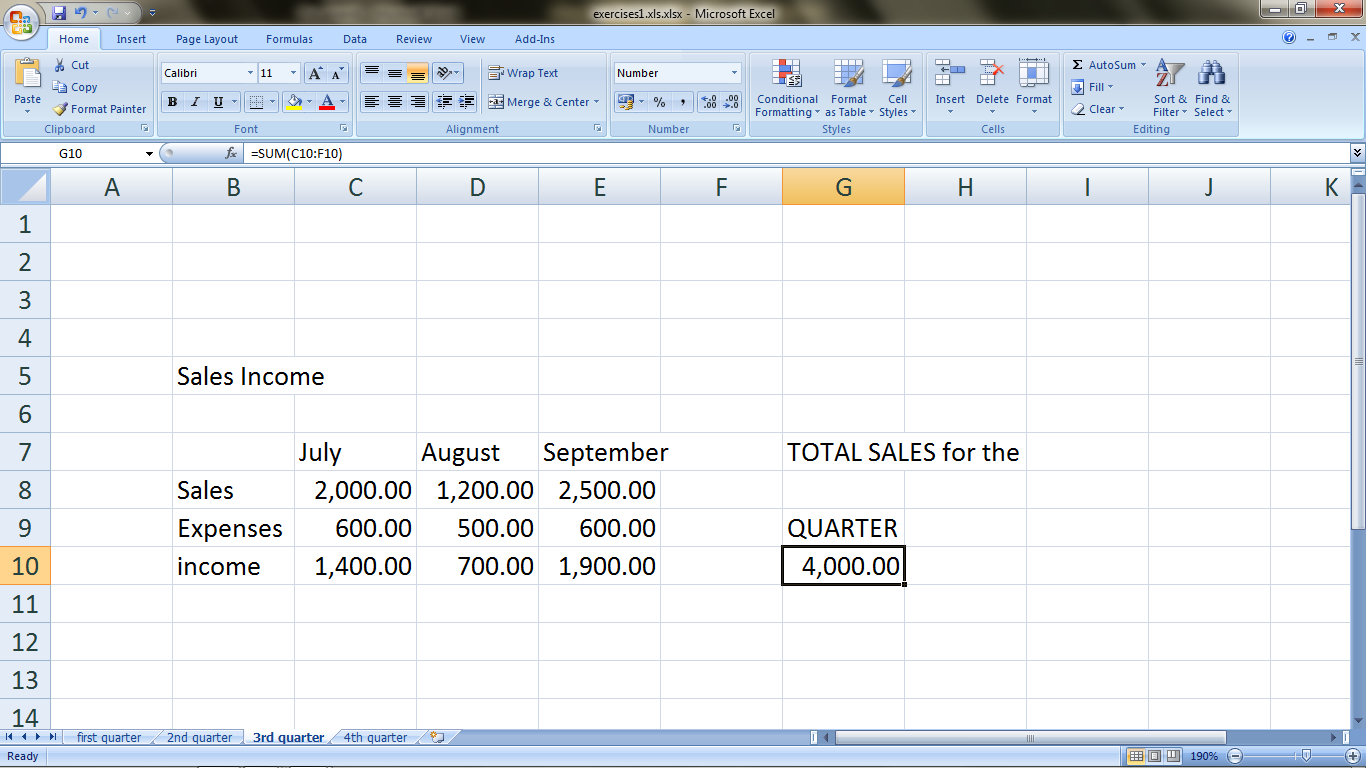 exercises1.xls.xlsx - Microsoft Excel
Home Insert Page Layout Formulas Data Review View Add-Ins
Paste Cut Copy Format Painter
Calibri 11 A A Wrap Text Number AutoSum
B I U A Merge & Center % , .0 .00 .00 .0 Conditional Formatting Format as Table Cell Styles Insert Delete Format Fill Clear Sort & Filter Find & Select
Clipboard Font Alignment Number Styles Cells Editing
G10 fx =SUM(C10:F10)
A B C D E F G H I J K
1
2
3
4
5 Sales Income
6
7 July August September TOTAL SALES for the
8 Sales 2,000.00 1,200.00 2,500.00
9 Expenses 600.00 500.00 600.00 QUARTER
10 income 1,400.00 700.00 1,900.00 4,000.00
11
12
13
14
first quarter 2nd quarter 3rd quarter 4th quarter
Ready 190%